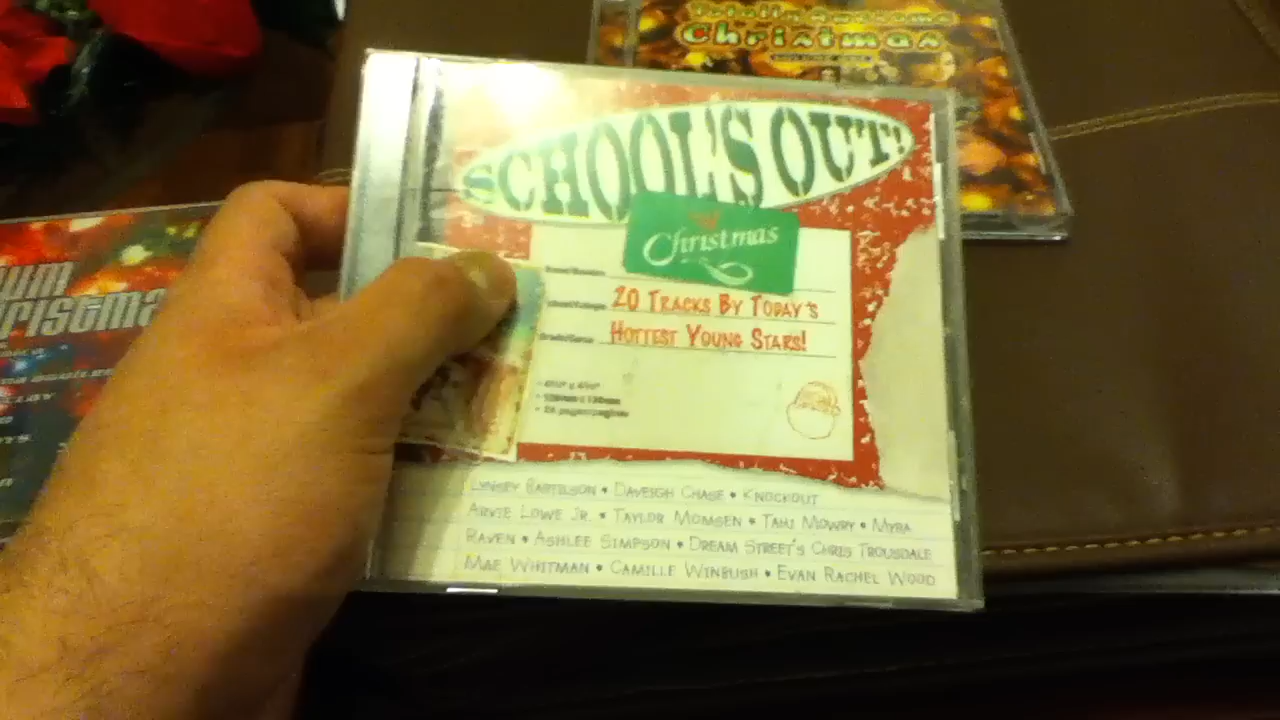 Totally Awesome
Christmas
SCHOOL'S OUT!
Christmas
20 TRACKS BY TODAY'S
HOTTEST YOUNG STARS!
LYNSEY BARTILSON • DAVEIGH CHASE • KNOCKOUT
ARVIE LOWE JR. • TAYLOR MOMSEN • TAHJ MOWRY • MYRA
RAVEN • ASHLEE SIMPSON • DREAM STREET'S CHRIS TROUSDALE
MAE WHITMAN • CAMILLE WINBUSH • EVAN RACHEL WOOD